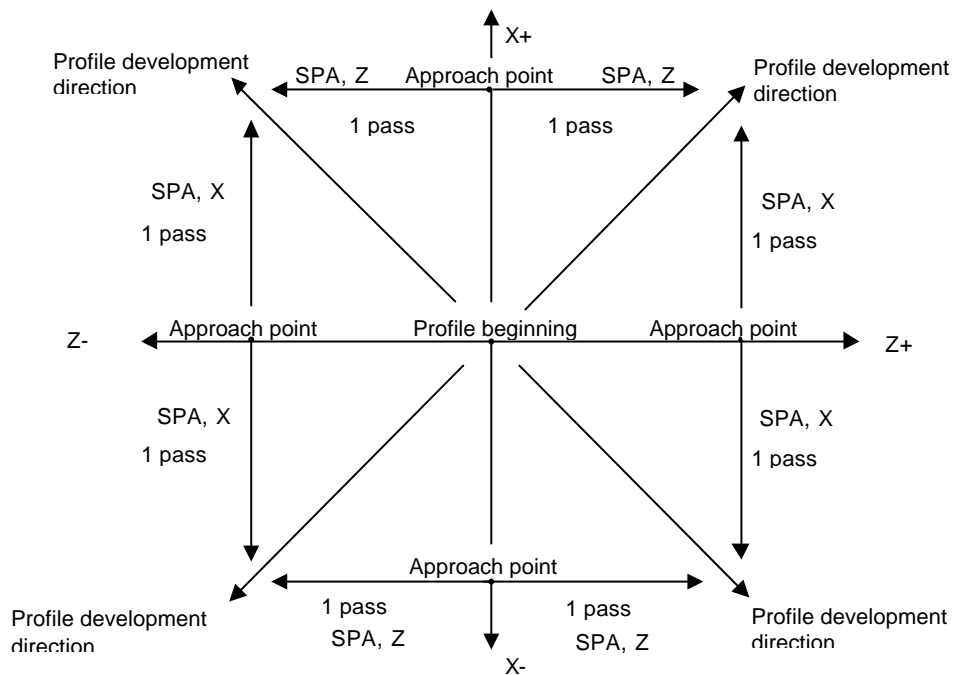 X+
Profile development
direction
SPA, Z
Approach point
SPA, Z
Profile development
direction
1 pass
1 pass
SPA, X
1 pass
SPA, X
1 pass
Z-
Approach point
Profile beginning
Approach point
Z+
SPA, X
1 pass
SPA, X
1 pass
Approach point
Profile development
direction
1 pass
SPA, Z
1 pass
SPA, Z
Profile development
direction
X-